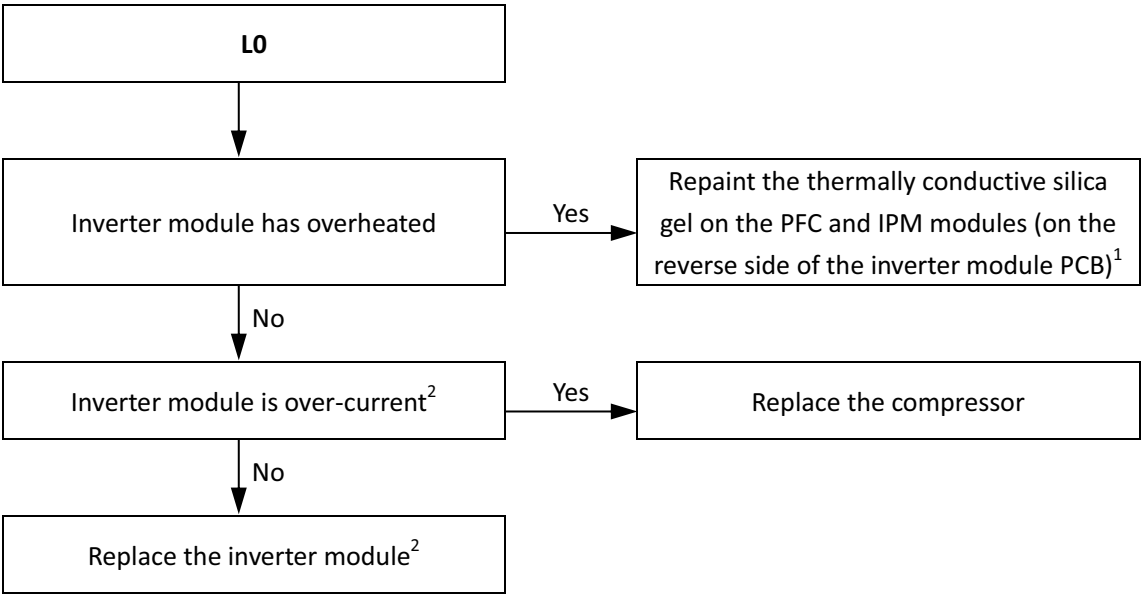 L0
Inverter module has overheated
Yes
Repaint the thermally conductive silica
gel on the PFC and IPM modules (on the
reverse side of the inverter module PCB)¹
No
Inverter module is over-current²
Yes
Replace the compressor
No
Replace the inverter module²